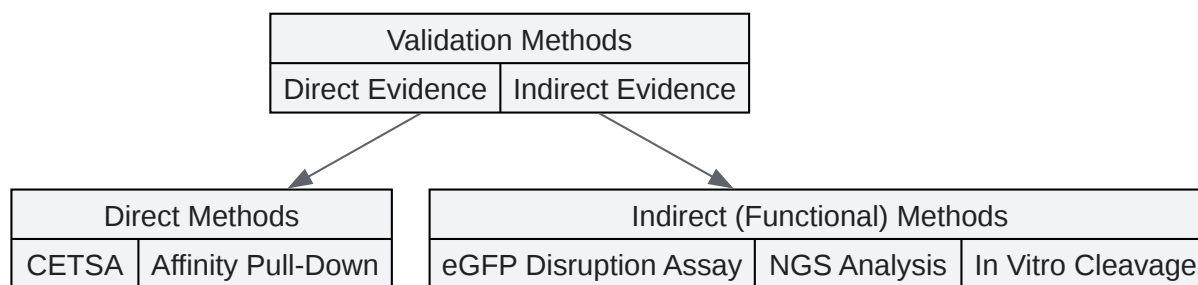 Validation Methods
Direct Evidence
Indirect Evidence
Direct Methods
CETSA
Affinity Pull-Down
Indirect (Functional) Methods
eGFP Disruption Assay
NGS Analysis
In Vitro Cleavage